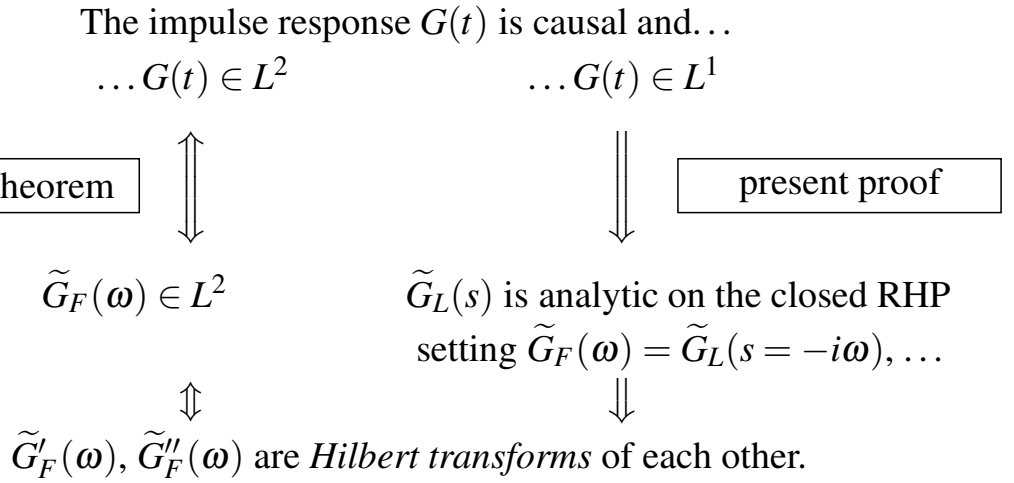 The impulse response G(t) is causal and…
…G(t) ∈ L² …G(t) ∈ L¹
heorem present proof
G̃_F(ω) ∈ L² G̃_L(s) is analytic on the closed RHP
setting G̃_F(ω) = G̃_L(s = −iω), …
G̃′_F(ω), G̃″_F(ω) are Hilbert transforms of each other.